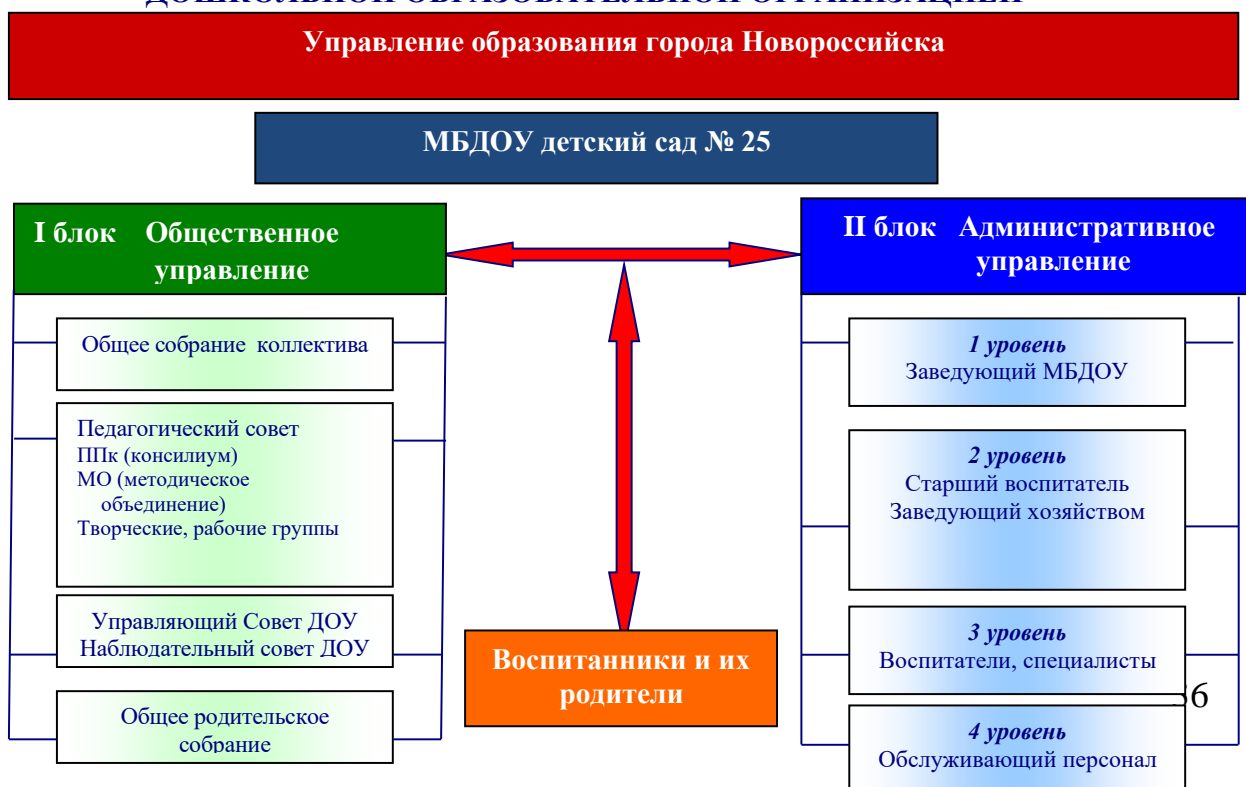 ДОШКОЛЬНОЙ ОБРАЗОВАТЕЛЬНОЙ ОРГАНИЗАЦИЕЙ
Управление образования города Новороссийска
МБДОУ детский сад № 25
I блок Общественное
управление
Общее собрание коллектива
Педагогический совет
ППк (консилиум)
МО (методическое
объединение)
Творческие, рабочие группы
Управляющий Совет ДОУ
Наблюдательный совет ДОУ
Общее родительское
собрание
Воспитанники и их
родители
II блок Административное
управление
1 уровень
Заведующий МБДОУ
2 уровень
Старший воспитатель
Заведующий хозяйством
3 уровень
Воспитатели, специалисты
4 уровень
Обслуживающий персонал